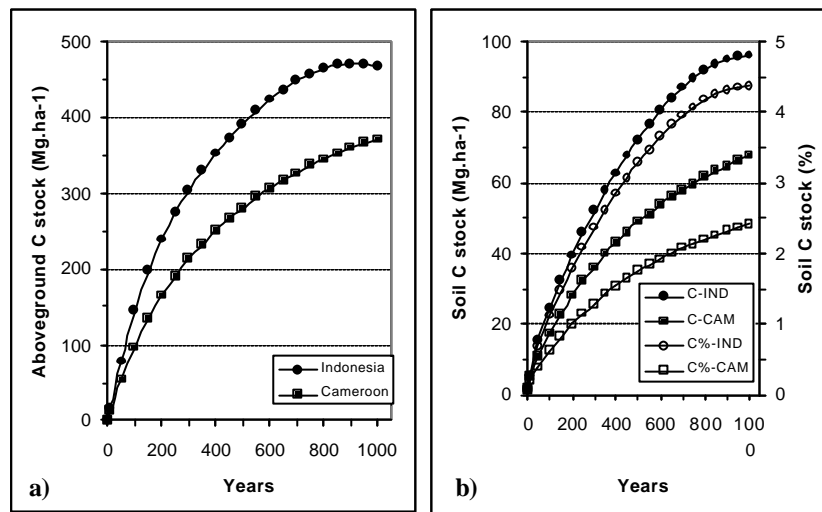 500
400
300
200
100
0
Aboveground C stock (Mg.ha-1)
Indonesia
Cameroon
0 200 400 600 800 1000
Years
a)
100
80
60
40
20
0
Soil C stock (Mg.ha-1)
5
4
3
2
1
0
Soil C stock (%)
C-IND
C-CAM
C%-IND
C%-CAM
0 200 400 600 800 100
0
Years
b)